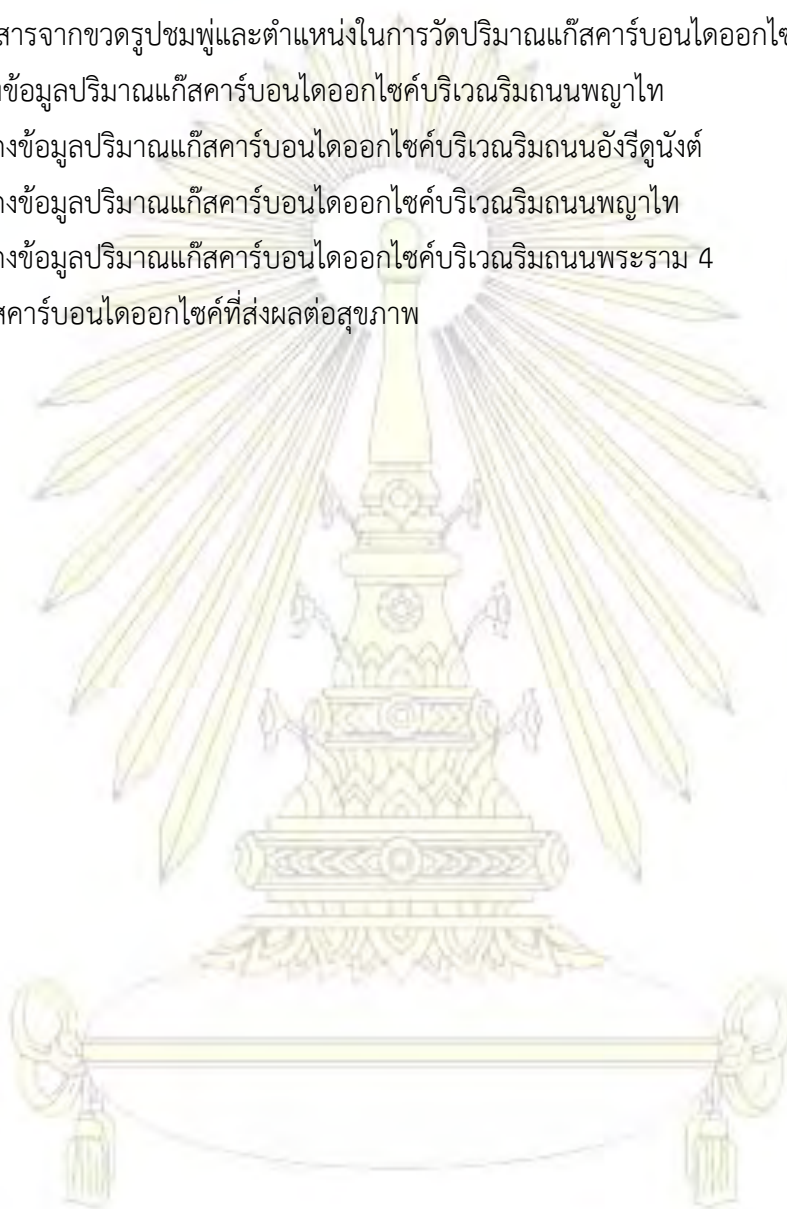 สารจากขวดรูปชมพู่และตำแหน่งในการวัดปริมาณแก๊สคาร์บอนไดออกไซ
ข้อมูลปริมาณแก๊สคาร์บอนไดออกไซค์บริเวณริมถนนพญาไท
างข้อมูลปริมาณแก๊สคาร์บอนไดออกไซค์บริเวณริมถนนอังรีดูนังต์
างข้อมูลปริมาณแก๊สคาร์บอนไดออกไซค์บริเวณริมถนนพญาไท
างข้อมูลปริมาณแก๊สคาร์บอนไดออกไซค์บริเวณริมถนนพระราม 4
สคาร์บอนไดออกไซค์ที่ส่งผลต่อสุขภาพ